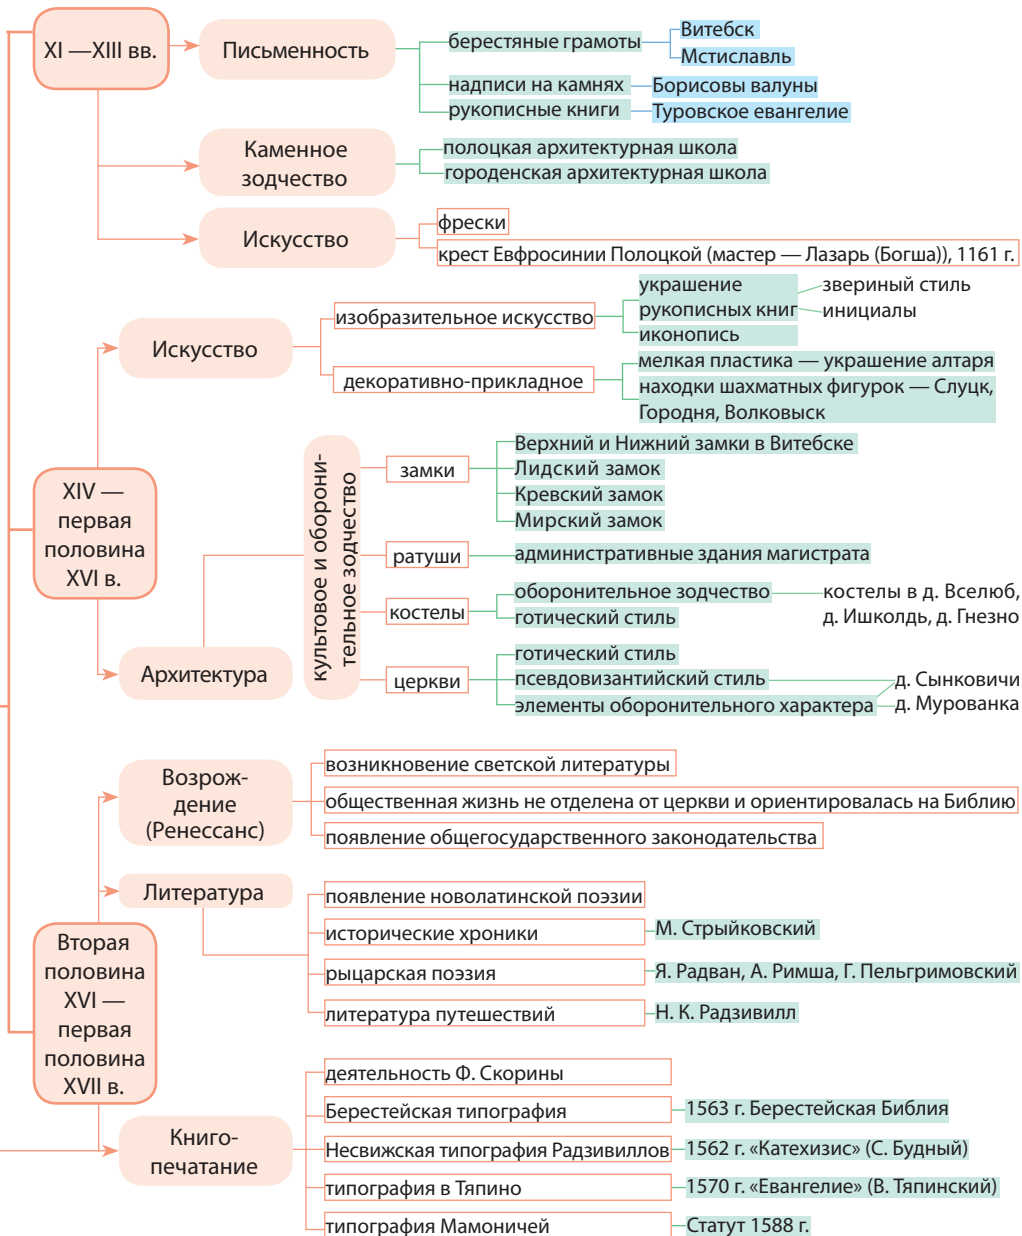 XI —XIII вв.
Письменность
берестяные грамоты
Витебск
Мстиславль
надписи на камнях
Борисовы валуны
рукописные книги
Туровское евангелие
Каменное
зодчество
полоцкая архитектурная школа
городенская архитектурная школа
Искусство
фрески
крест Евфросинии Полоцкой (мастер — Лазарь (Богша)), 1161 г.
XIV —
первая
половина
XVI в.
Искусство
изобразительное искусство
украшение
рукописных книг
звериный стиль
инициалы
иконопись
декоративно-прикладное
мелкая пластика — украшение алтаря
находки шахматных фигурок — Слуцк,
Городня, Волковыск
Архитектура
культовое и оборони-
тельное зодчество
замки
Верхний и Нижний замки в Витебске
Лидский замок
Кревский замок
Мирский замок
ратуши
административные здания магистрата
костелы
оборонительное зодчество
готический стиль
костелы в д. Вселюб,
д. Ишколдь, д. Гнезно
церкви
готический стиль
псевдовизантийский стиль
элементы оборонительного характера
д. Сынковичи
д. Мурованка
Вторая
половина
XVI —
первая
половина
XVII в.
Возрож-
дение
(Ренессанс)
возникновение светской литературы
общественная жизнь не отделена от церкви и ориентировалась на Библию
появление общегосударственного законодательства
Литература
появление новолатинской поэзии
исторические хроники
М. Стрыйковский
рыцарская поэзия
Я. Радван, А. Римша, Г. Пельгримовский
литература путешествий
Н. К. Радзивилл
Книго-
печатание
деятельность Ф. Скорины
Берестейская типография
1563 г. Берестейская Библия
Несвижская типография Радзивиллов
1562 г. «Катехизис» (С. Будный)
типография в Тяпино
1570 г. «Евангелие» (В. Тяпинский)
типография Мамоничей
Статут 1588 г.